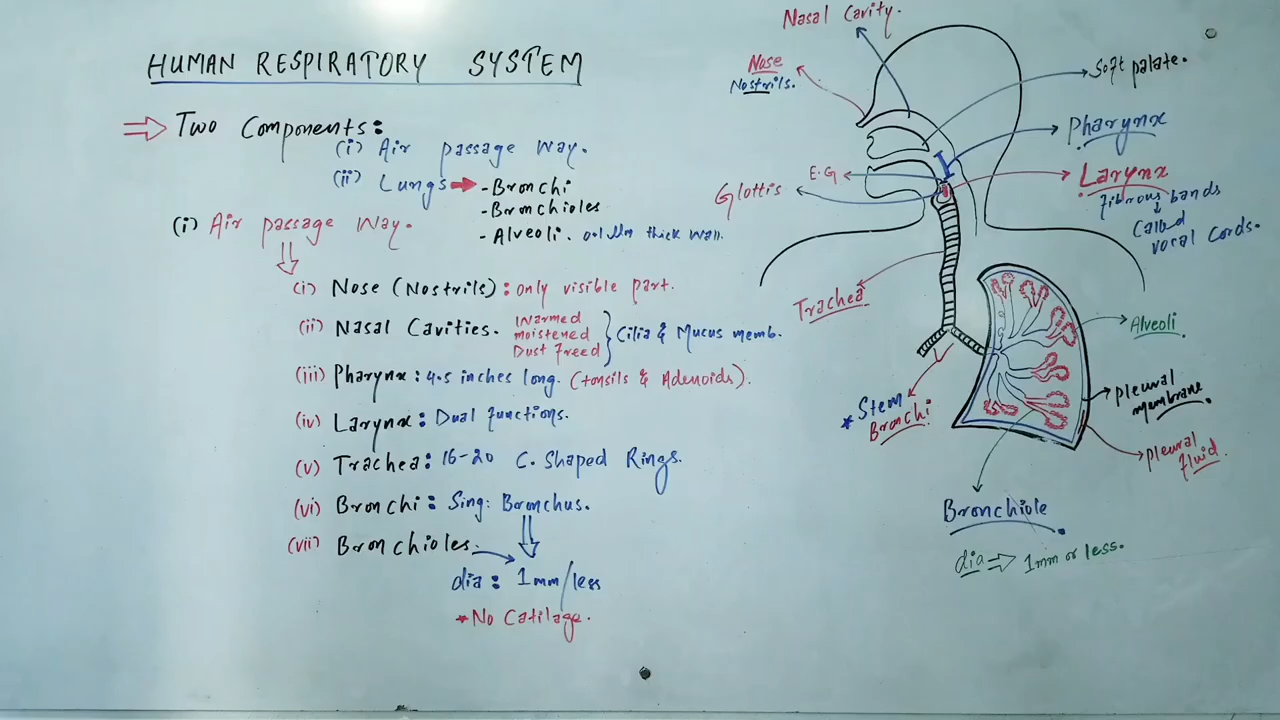 HUMAN RESPIRATORY SYSTEM
Two Components:
(i) Air passage way.
(ii) Lungs
- Bronchi
- Bronchioles
- Alveoli. 0.1 µm thick wall.
(i) Air passage way.
(i) Nose (Nostrils): only visible part.
(ii) Nasal Cavities. Warmed
moistened
Dust freed
Cilia & Mucus memb.
(iii) Pharynx: 4.5 inches long. (tonsils & Adenoids).
(iv) Larynx: Dual functions.
(v) Trachea: 16-20 C. Shaped Rings.
(vi) Bronchi: Sing: Bronchus.
(vii) Bronchioles.
dia: 1mm/less
*No Catilage.
Nasal Cavity.
Nose
Nostrils.
Soft palate.
Pharynx
E.G
Glottis
Larynx
fibrous bands
Called
vocal cords.
Trachea
Alveoli
Stem
* Bronchi
pleural
membrane.
pleural
fluid.
Bronchiole
dia ⇒ 1mm or less.